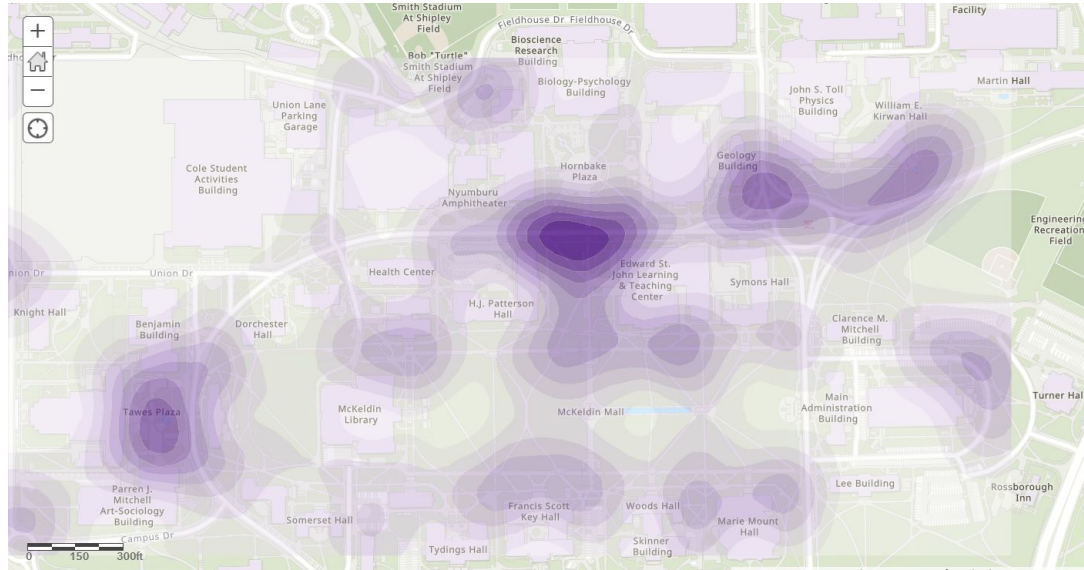 Smith Stadium
At Shipley
Field
Fieldhouse Dr Fieldhouse Dr
Facility
Bioscience
Research
Building
Bob "Turtle"
Smith Stadium
At Shipley
Field
Biology-Psychology
Building
Martin Hall
John S. Toll
Physics
Building
Union Lane
Parking
Garage
William E.
Kirwan Hall
Geology
Building
Cole Student
Activities
Building
Hornbake
Plaza
Nyumburu
Amphitheater
Engineering
Recreation
Field
Union Dr
Health Center
Edward St.
John Learning
& Teaching
Center
Symons Hall
H.J. Patterson
Hall
Knight Hall
Benjamin
Building
Dorchester
Hall
Clarence M.
Mitchell
Building
Turner Hal
Tawes Plaza
McKeldin
Library
McKeldin Mall
Main
Administration
Building
Parren J.
Mitchell
Art-Sociology
Building
Lee Building
Rossborough
Inn
Somerset Hall
Francis Scott
Key Hall
Woods Hall
Marie Mount
Hall
Campus Dr
Tydings Hall
Skinner
Building
0 150 300ft